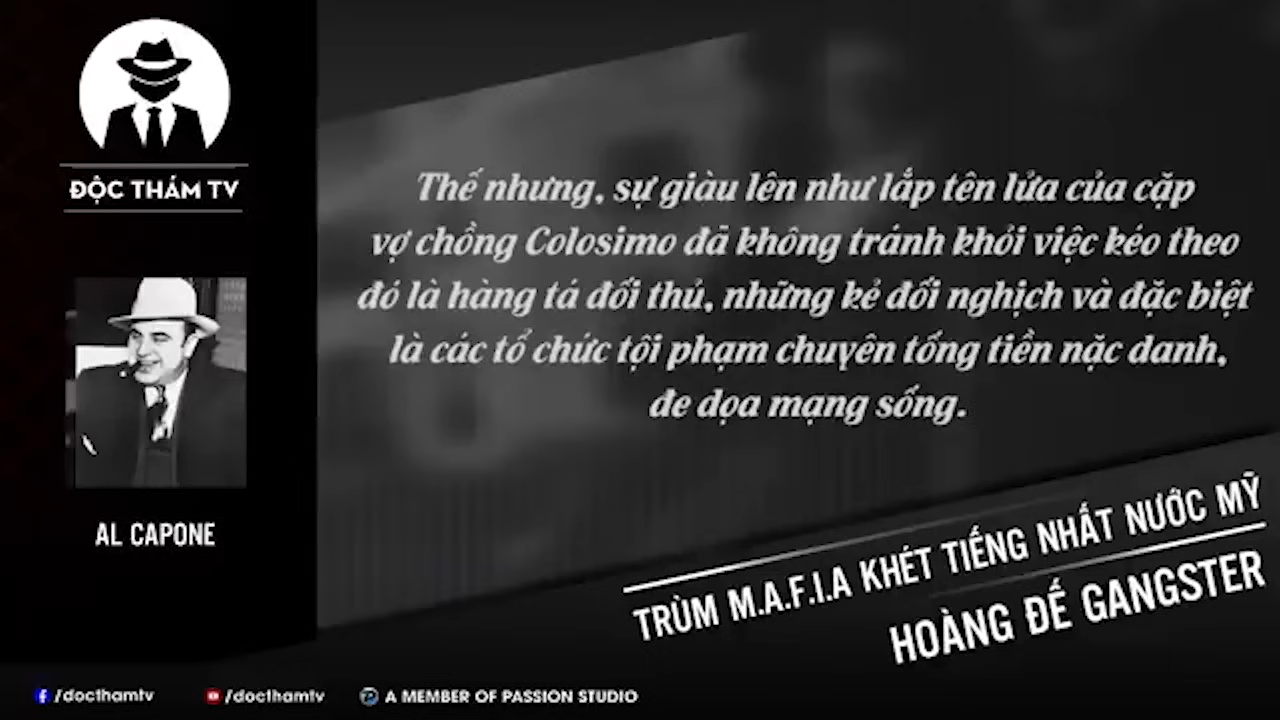 ĐỘC THÁM TV
AL CAPONE
Thế nhưng, sự giàu lên như lắp tên lửa của cặp
vợ chồng Colosimo đã không tránh khỏi việc kéo theo
đó là hàng tá đối thủ, những kẻ đối nghịch và đặc biệt
là các tổ chức tội phạm chuyên tống tiền nặc danh,
đe dọa mạng sống.
TRÙM M.A.F.I.A KHÉT TIẾNG NHẤT NƯỚC MỸ
HOÀNG ĐẾ GANGSTER
/docthamtv /docthamtv A MEMBER OF PASSION STUDIO